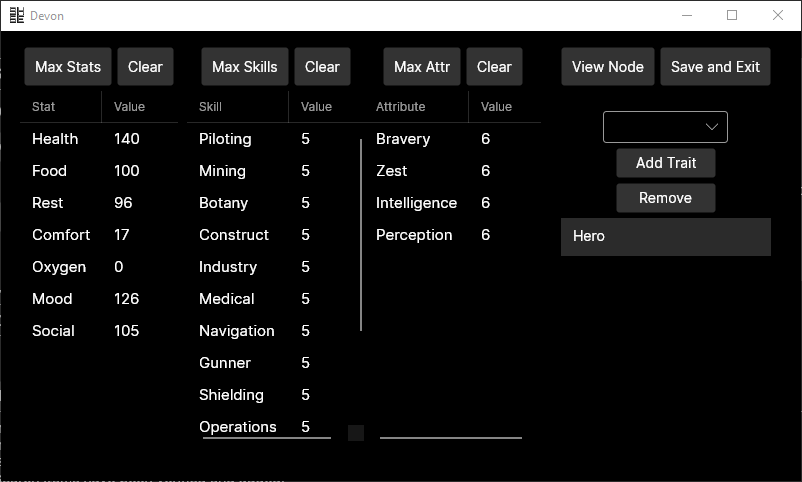 Devon
Max Stats Clear Max Skills Clear Max Attr Clear View Node Save and Exit
Stat Value Skill Value Attribute Value
Health 140 Piloting 5 Bravery 6
Food 100 Mining 5 Zest 6
Rest 96 Botany 5 Intelligence 6
Comfort 17 Construct 5 Perception 6
Oxygen 0 Industry 5
Mood 126 Medical 5
Social 105 Navigation 5
Gunner 5
Shielding 5
Operations 5
Add Trait
Remove
Hero